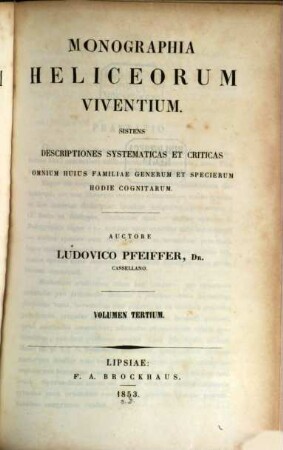 MONOGRAPHIA
HELICEORUM
VIVENTIUM.
SISTENS
DESCRIPTIONES SYSTEMATICAS ET CRITICAS
OMNIUM HUIUS FAMILIAE GENERUM ET SPECIERUM
HODIE COGNITARUM.
AUCTORE
LUDOVICO PFEIFFER, DR.
CASSELLANO.
VOLUMEN TERTIUM.
LIPSIAE:
F. A. BROCKHAUS.
1853.